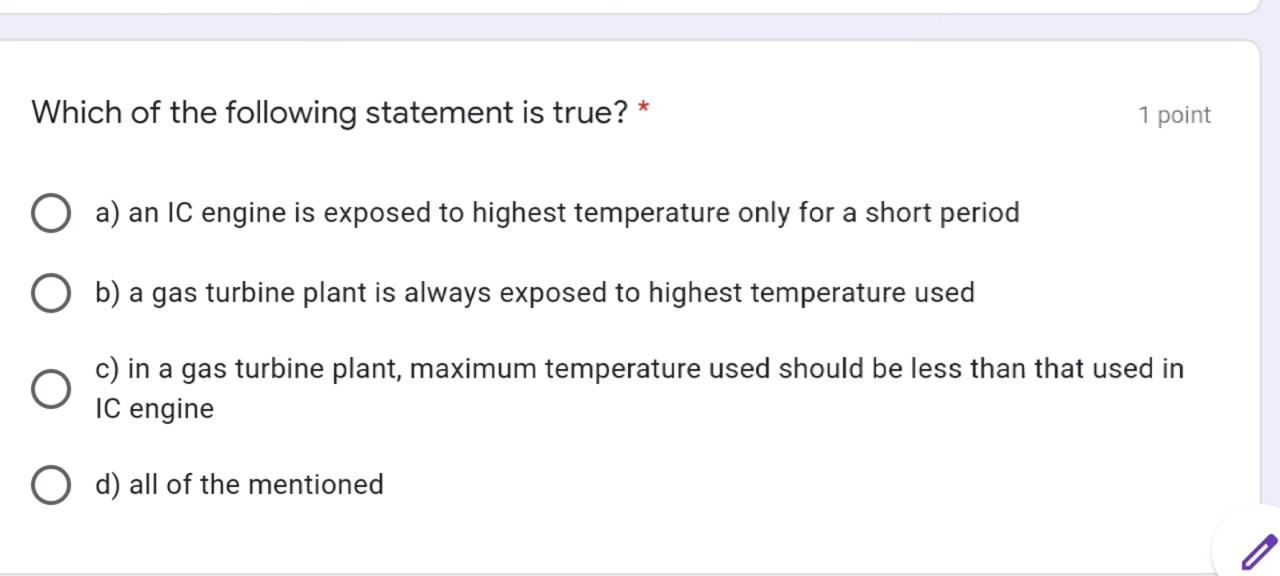 Which of the following statement is true? *
1 point
a) an IC engine is exposed to highest temperature only for a short period
b) a gas turbine plant is always exposed to highest temperature used
c) in a gas turbine plant, maximum temperature used should be less than that used in
IC engine
d) all of the mentioned